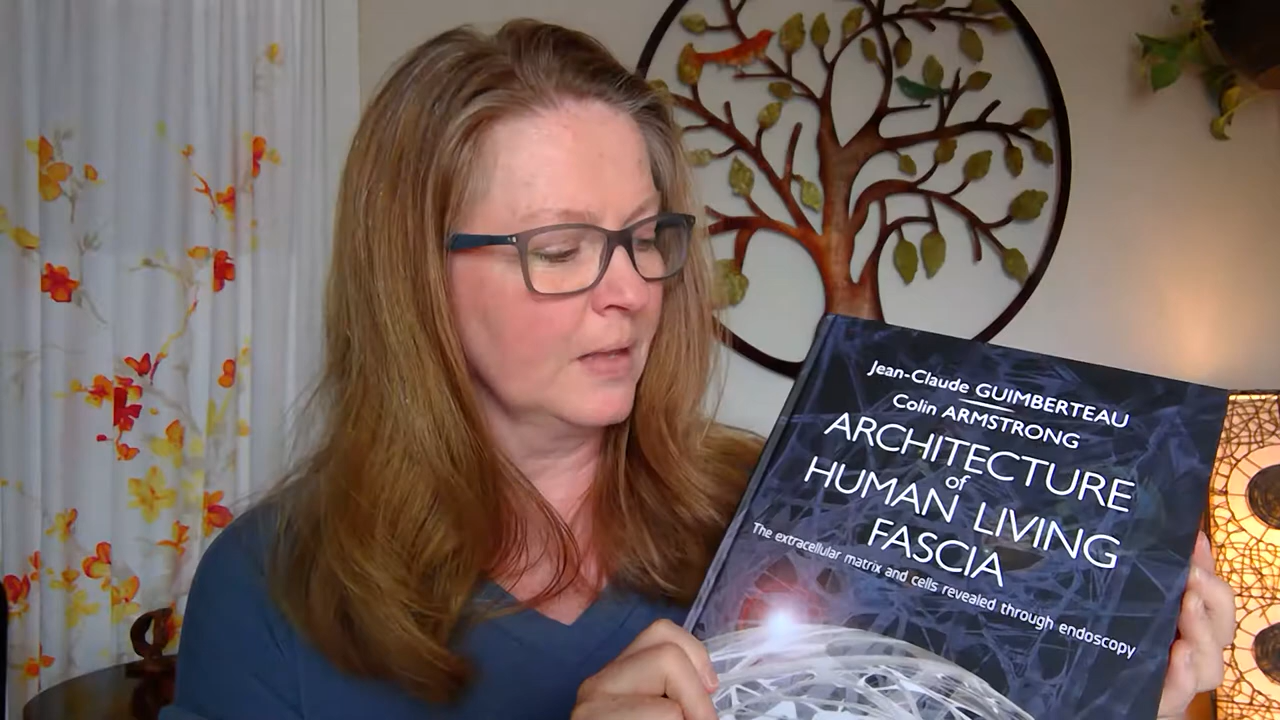 Jean-Claude GUIMBERTEAU
Colin ARMSTRONG
ARCHITECTURE
of
HUMAN LIVING
FASCIA
The extracellular matrix and cells revealed through endoscopy